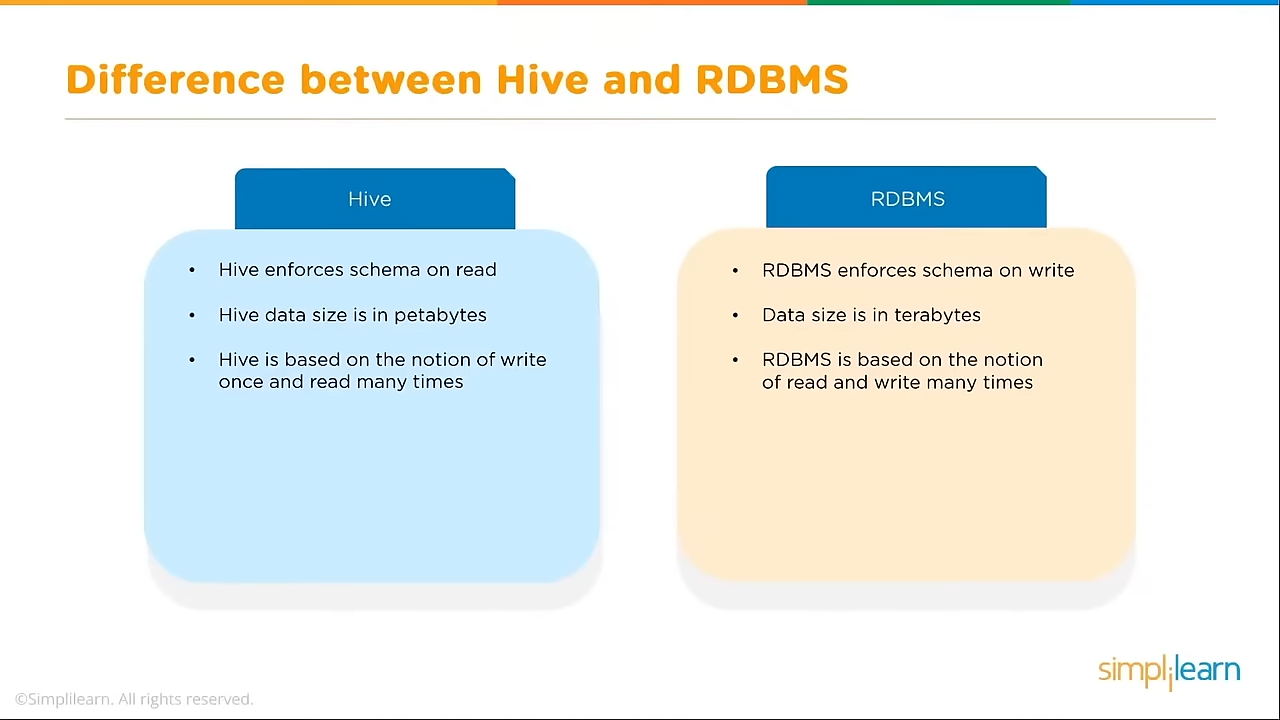 Difference between Hive and RDBMS
Hive
• Hive enforces schema on read
• Hive data size is in petabytes
• Hive is based on the notion of write
once and read many times
RDBMS
• RDBMS enforces schema on write
• Data size is in terabytes
• RDBMS is based on the notion
of read and write many times
simplilearn
©Simplilearn. All rights reserved.